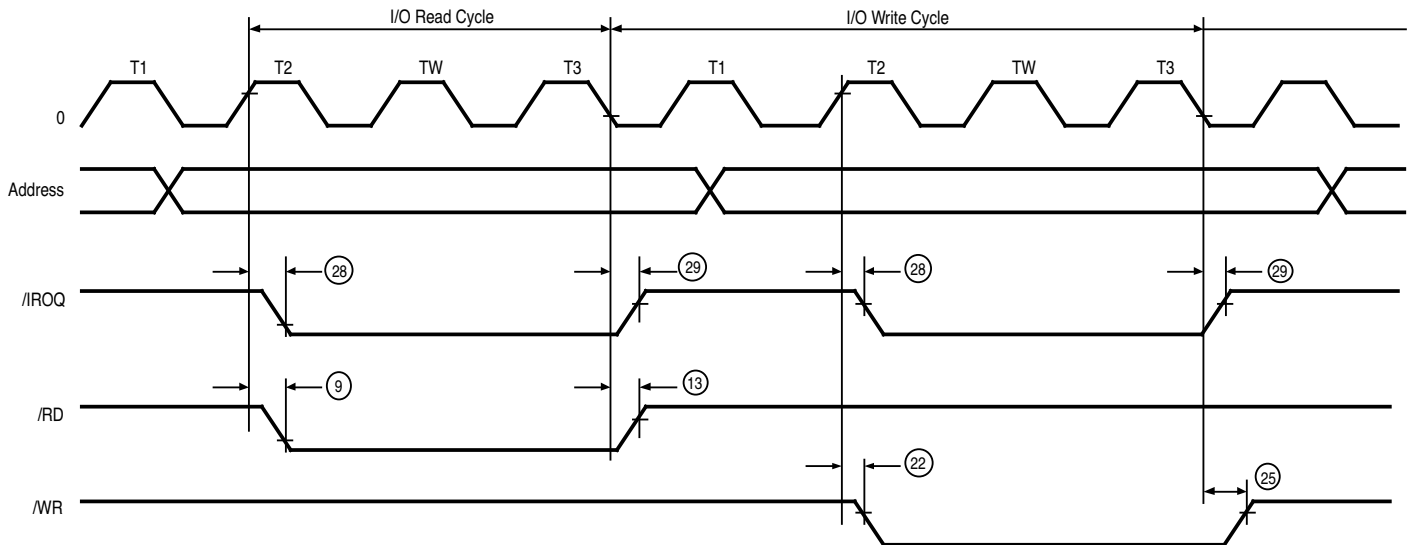 I/O Read Cycle I/O Write Cycle
T1 T2 TW T3 T1 T2 TW T3
0
Address
28 29 28 29
/IROQ
9 13
/RD
22 25
/WR